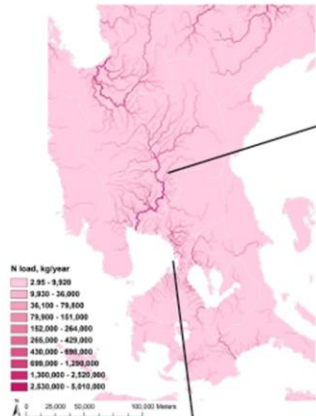 N load, kg/year
2.95 - 9,920
9,930 - 36,000
36,100 - 79,800
79,900 - 151,000
152,000 - 264,000
265,000 - 429,000
430,000 - 698,000
699,000 - 1,290,000
1,300,000 - 2,520,000
2,530,000 - 5,010,000
0 25,000 50,000 100,000 Meters